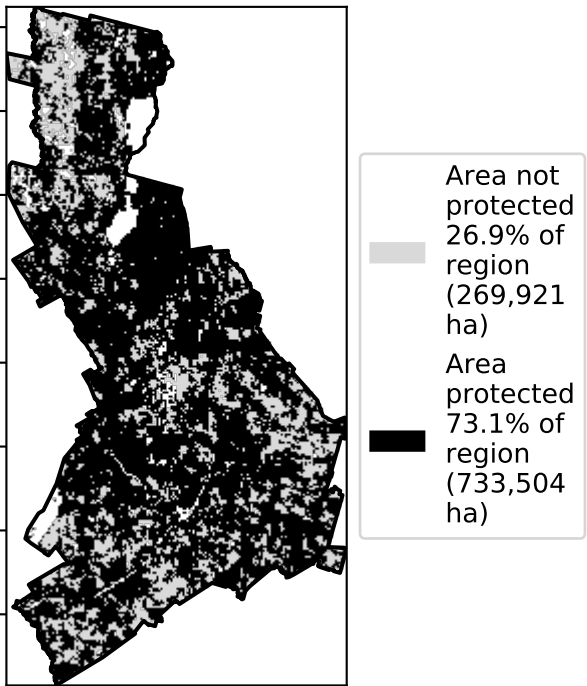 Area not
protected
26.9% of
region
(269,921
ha)
Area
protected
73.1% of
region
(733,504
ha)